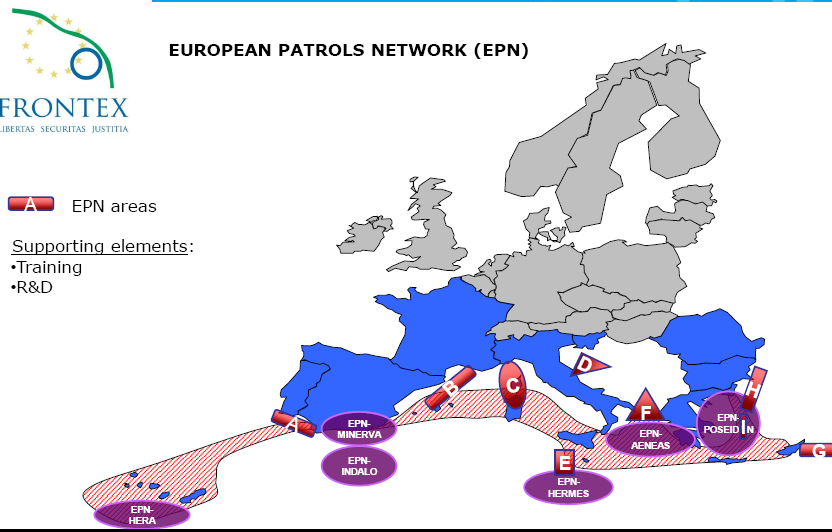 EUROPEAN PATROLS NETWORK (EPN)
FRONTEX
LIBERTAS SECURITAS JUSTITIA
A
EPN areas
Supporting elements:
•Training
•R&D
D
C
B
H
F
A
EPN-
MINERVA
EPN-
POSEID
I
N
EPN-
AENEAS
G
EPN-
INDALO
E
EPN-
HERMES
EPN-
HERA